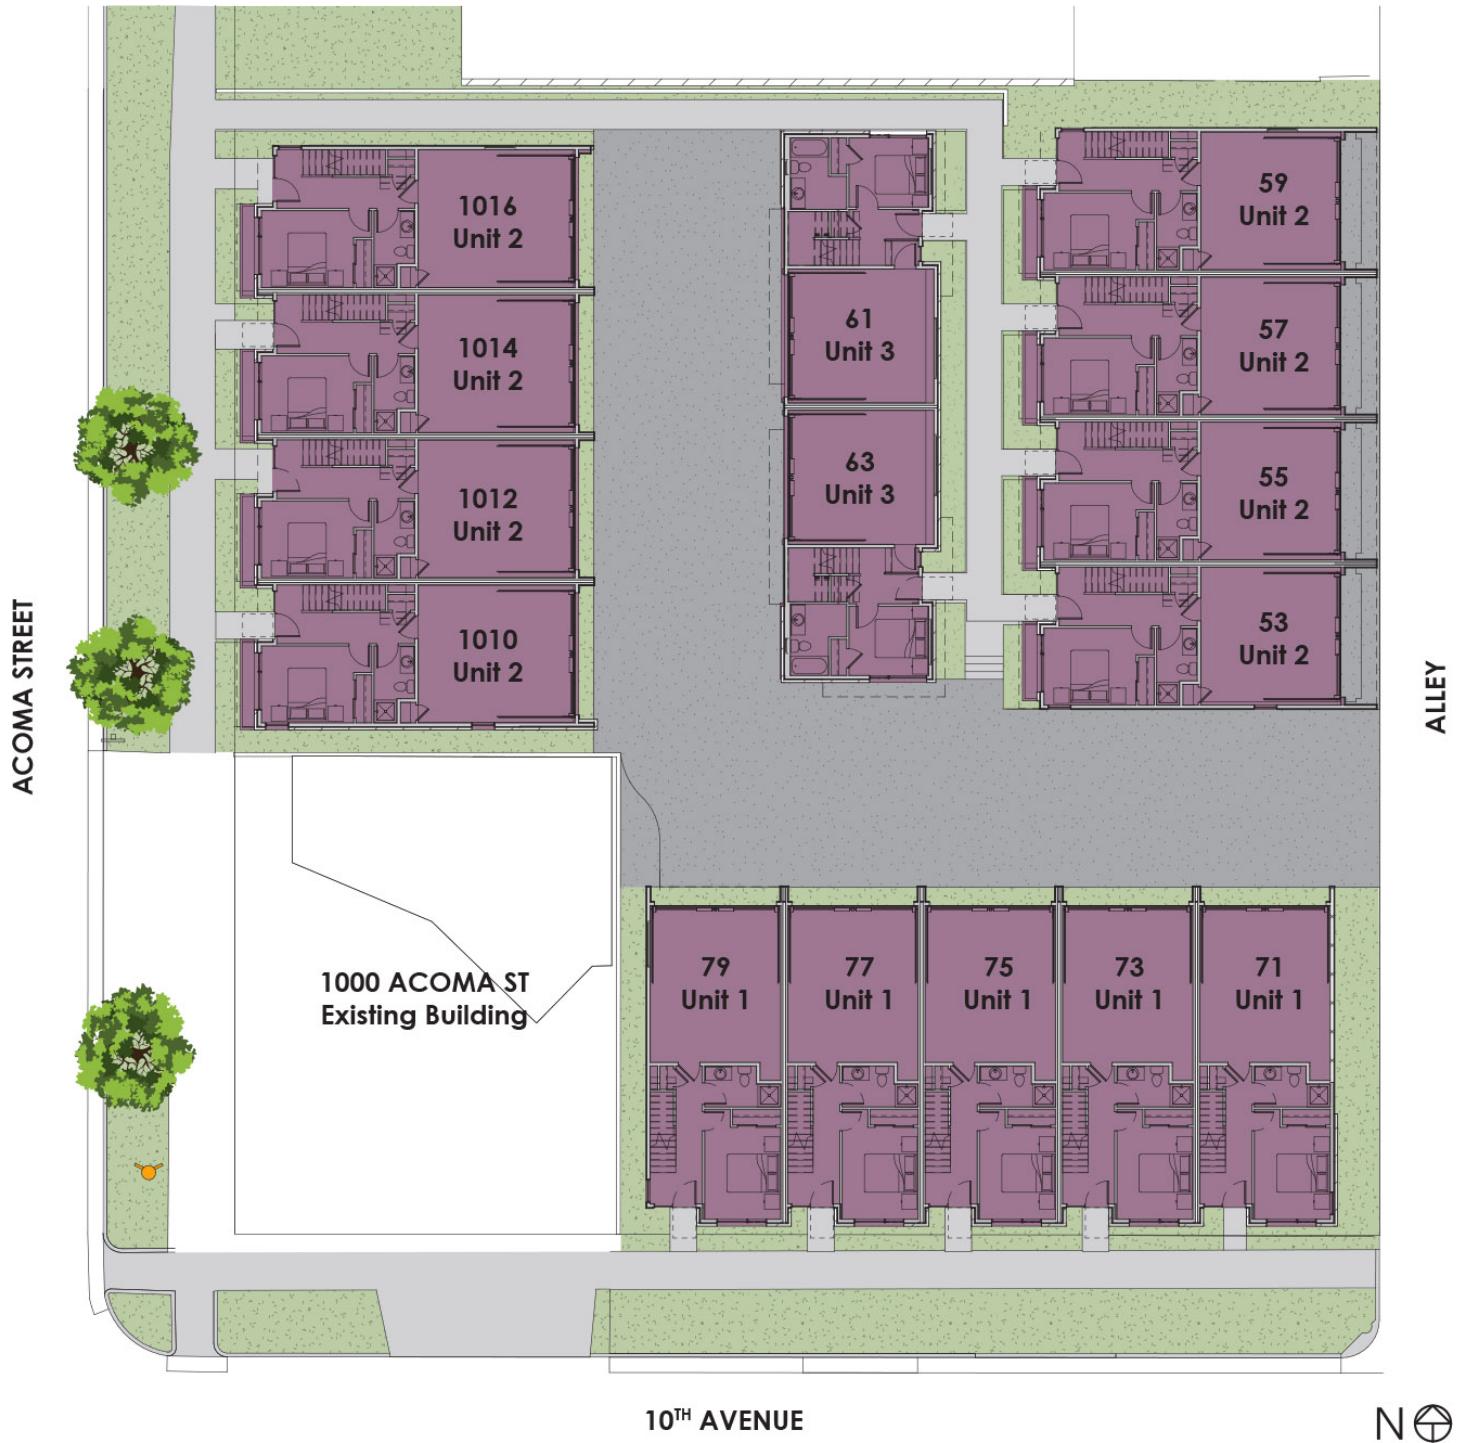 1016
Unit 2
1014
Unit 2
1012
Unit 2
1010
Unit 2
61
Unit 3
63
Unit 3
59
Unit 2
57
Unit 2
55
Unit 2
53
Unit 2
ACOMA STREET
ALLEY
1000 ACOMA ST
Existing Building
79
Unit 1
77
Unit 1
75
Unit 1
73
Unit 1
71
Unit 1
10TH AVENUE
N